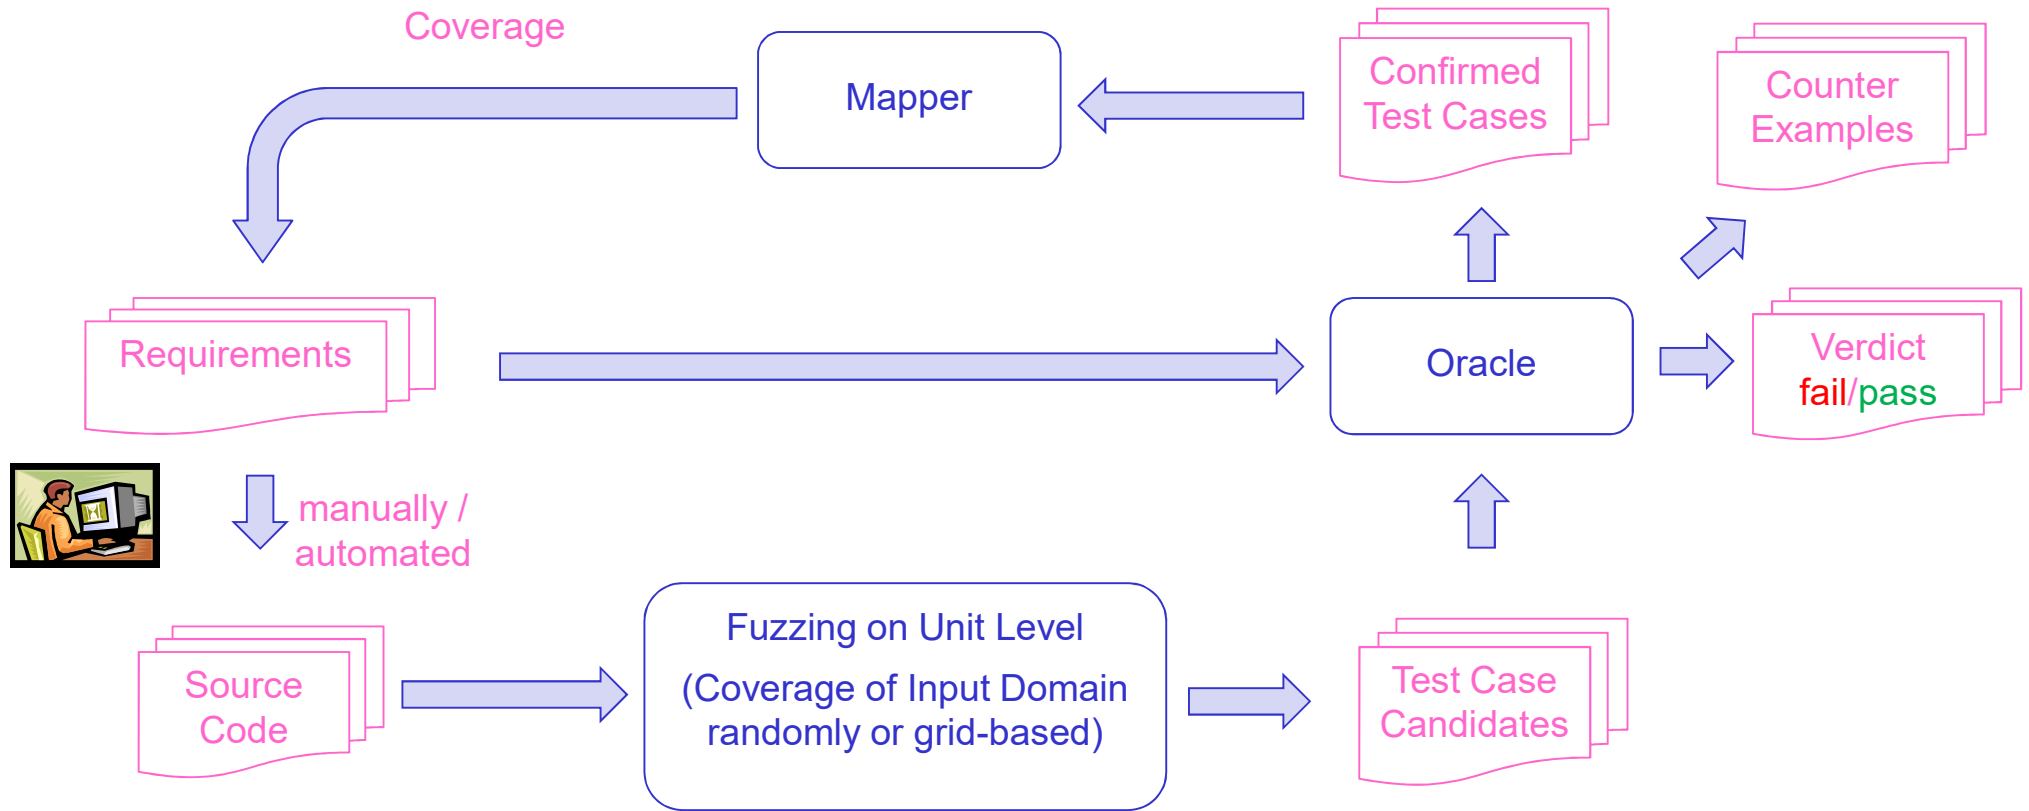 Coverage
Mapper
Confirmed
Test Cases
Counter
Examples
Requirements
Oracle
Verdict
fail/pass
manually /
automated
Source
Code
Fuzzing on Unit Level
(Coverage of Input Domain
randomly or grid-based)
Test Case
Candidates